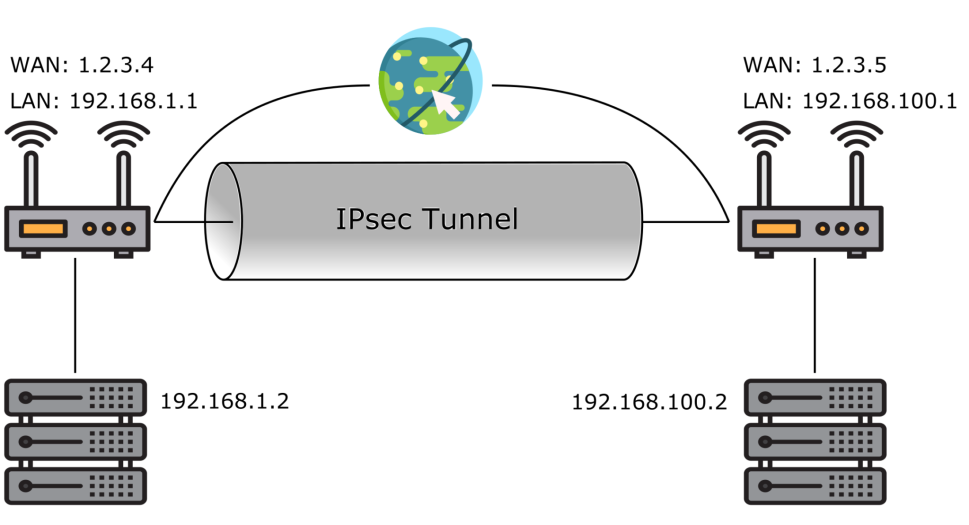 WAN: 1.2.3.4
LAN: 192.168.1.1
WAN: 1.2.3.5
LAN: 192.168.100.1
IPsec Tunnel
192.168.1.2
192.168.100.2